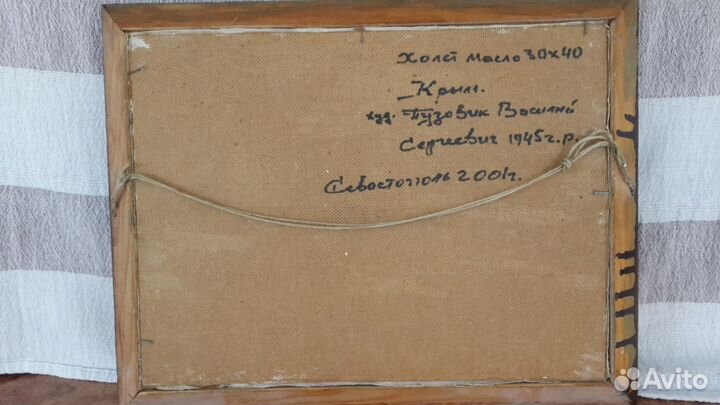 Холст масло 30х40
Крым.
худ. Пузовик Василий
Сергеевич 1945г.р.
Севастополь 2001г.
Avito